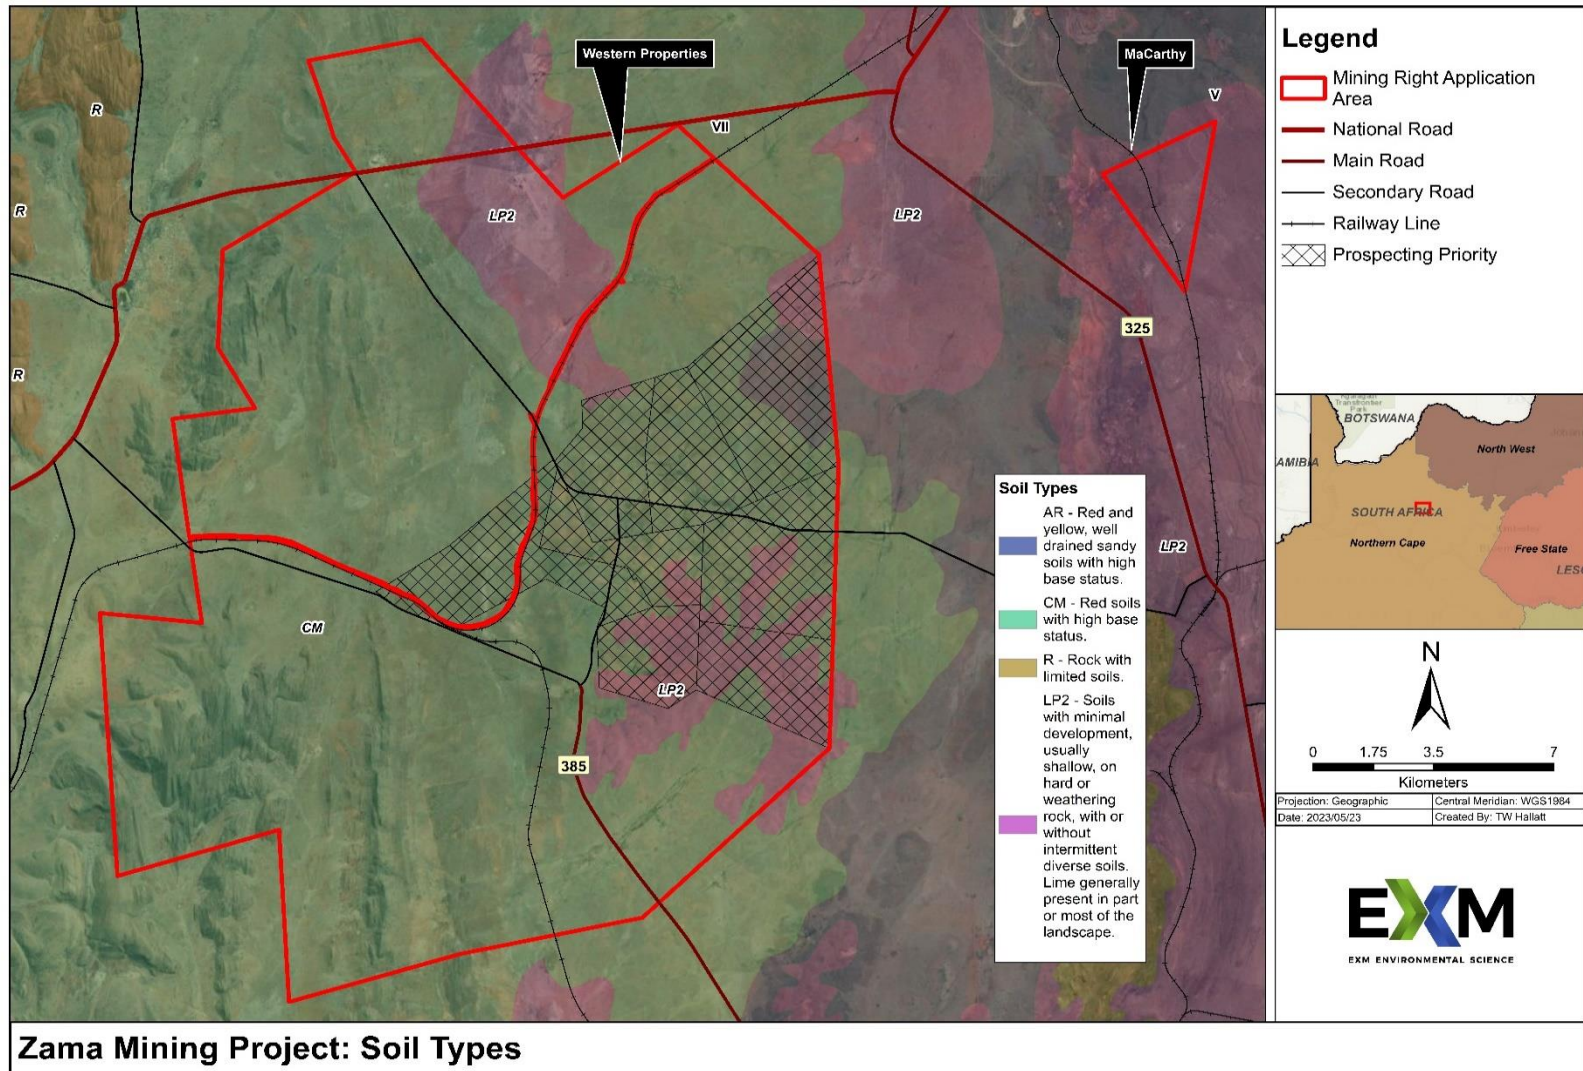 Western Properties
MaCarthy
R
V
VII
R
LP2
LP2
R
325
LP2
CM
LP2
385
Soil Types
AR - Red and
yellow, well
drained sandy
soils with high
base status.
CM - Red soils
with high base
status.
R - Rock with
limited soils.
LP2 - Soils
with minimal
development,
usually
shallow, on
hard or
weathering
rock, with or
without
intermittent
diverse soils.
Lime generally
present in part
or most of the
landscape.
Legend
Mining Right Application
Area
National Road
Main Road
Secondary Road
Railway Line
Prospecting Priority
Transfrontier
Park
BOTSWANA
North West
AMIBIA
SOUTH AFRICA
Northern Cape
Free State
LESO
N
0 1.75 3.5 7
Kilometers
Projection: Geographic
Central Meridian: WGS1984
Date: 2023/05/23
Created By: TW Hallatt
EXM
EXM ENVIRONMENTAL SCIENCE
Zama Mining Project: Soil Types